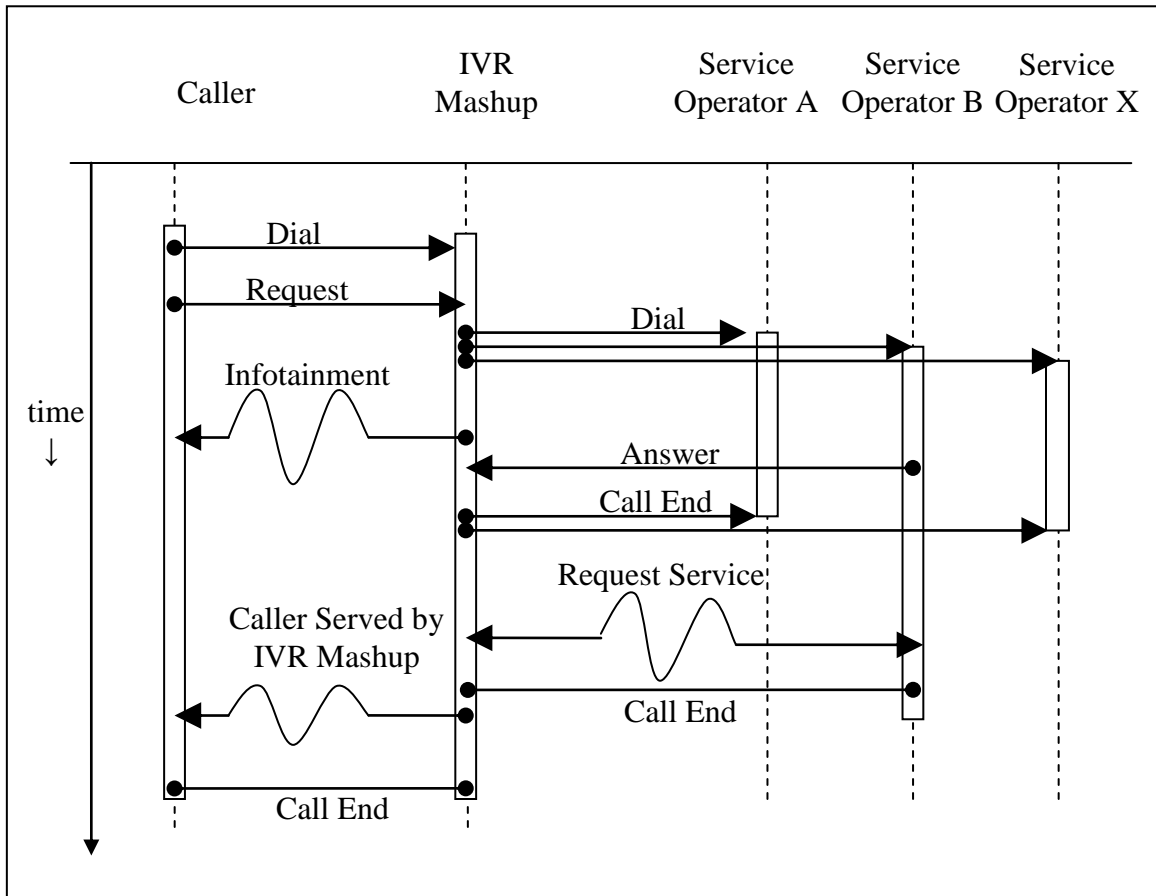 Caller
IVR
Mashup
Service
Operator A
Service
Operator B
Service
Operator X
Dial
Request
Dial
Infotainment
time
↓
Answer
Call End
Request Service
Caller Served by
IVR Mashup
Call End
Call End